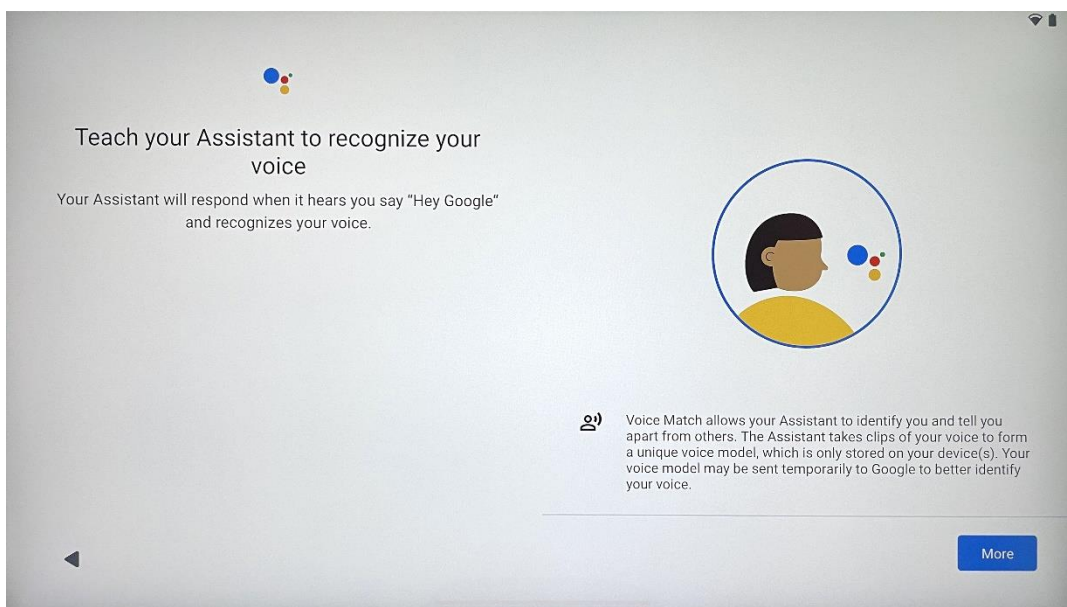 Teach your Assistant to recognize your
voice
Your Assistant will respond when it hears you say “Hey Google“
and recognizes your voice.
Voice Match allows your Assistant to identify you and tell you
apart from others. The Assistant takes clips of your voice to form
a unique voice model, which is only stored on your device(s). Your
voice model may be sent temporarily to Google to better identify
your voice.
More